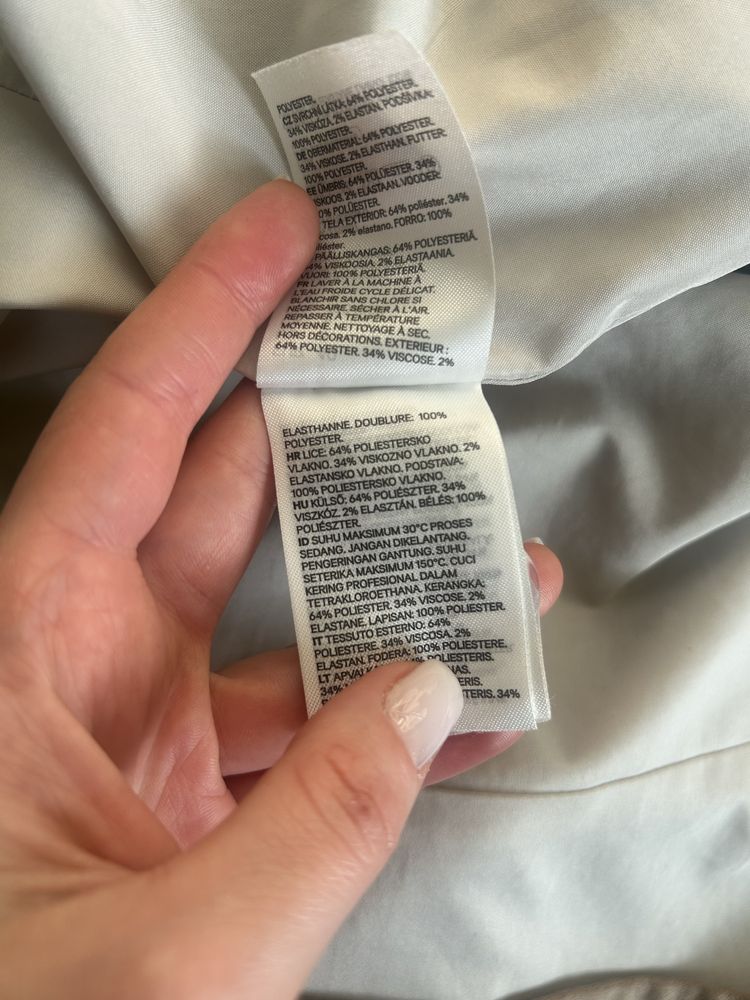 POLYESTER.
CZ SVRCHNÍ LÁTKA: 64% POLYESTER.
34% VISKÓZA. 2% ELASTAN. PODŠÍVKA:
100% POLYESTER.
DE OBERMATERIAL: 64% POLYESTER.
34% VISKOSE. 2% ELASTHAN. FUTTER:
100% POLYESTER.
EE ÜMBRIS: 64% POLÜESTER. 34%
ISKOOS. 2% ELASTAAN. VOODER:
0% POLÜESTER.
TELA EXTERIOR: 64% poliéster. 34%
cosa. 2% elastano. FORRO: 100%
liéster.
PÄÄLLISKANGAS: 64% POLYESTERIÄ.
4% VISKOOSIA. 2% ELASTAANIA.
VUORI: 100% POLYESTERIÄ.
FR LAVER À LA MACHINE À
L'EAU FROIDE CYCLE DÉLICAT.
BLANCHIR SANS CHLORE SI
NÉCESSAIRE. SÉCHER À L'AIR.
REPASSER À TEMPÉRATURE
MOYENNE. NETTOYAGE À SEC.
HORS DÉCORATIONS. EXTERIEUR :
64% POLYESTER. 34% VISCOSE. 2%
ELASTHANNE. DOUBLURE: 100%
POLYESTER.
HR LICE: 64% POLIESTERSKO
VLAKNO. 34% VISKOZNO VLAKNO. 2%
ELASTANSKO VLAKNO. PODSTAVA:
100% POLIESTERSKO VLAKNO.
HU KÜLSŐ: 64% POLIÉSZTER. 34%
VISZKÓZ. 2% ELASZTÁN. BÉLÉS: 100%
POLIÉSZTER.
ID SUHU MAKSIMUM 30°C PROSES
SEDANG. JANGAN DIKELANTANG.
PENGERINGAN GANTUNG. SUHU
SETERIKA MAKSIMUM 150°C. CUCI
KERING PROFESIONAL DALAM
TETRAKLOROETHANA. KERANGKA:
64% POLIESTER. 34% VISCOSE. 2%
ELASTANE. LAPISAN: 100% POLIESTER.
IT TESSUTO ESTERNO: 64%
POLIESTERE. 34% VISCOSA. 2%
ELASTAN. FODERA: 100% POLIESTERE.
LT POLIESTERIS.
34%
34%